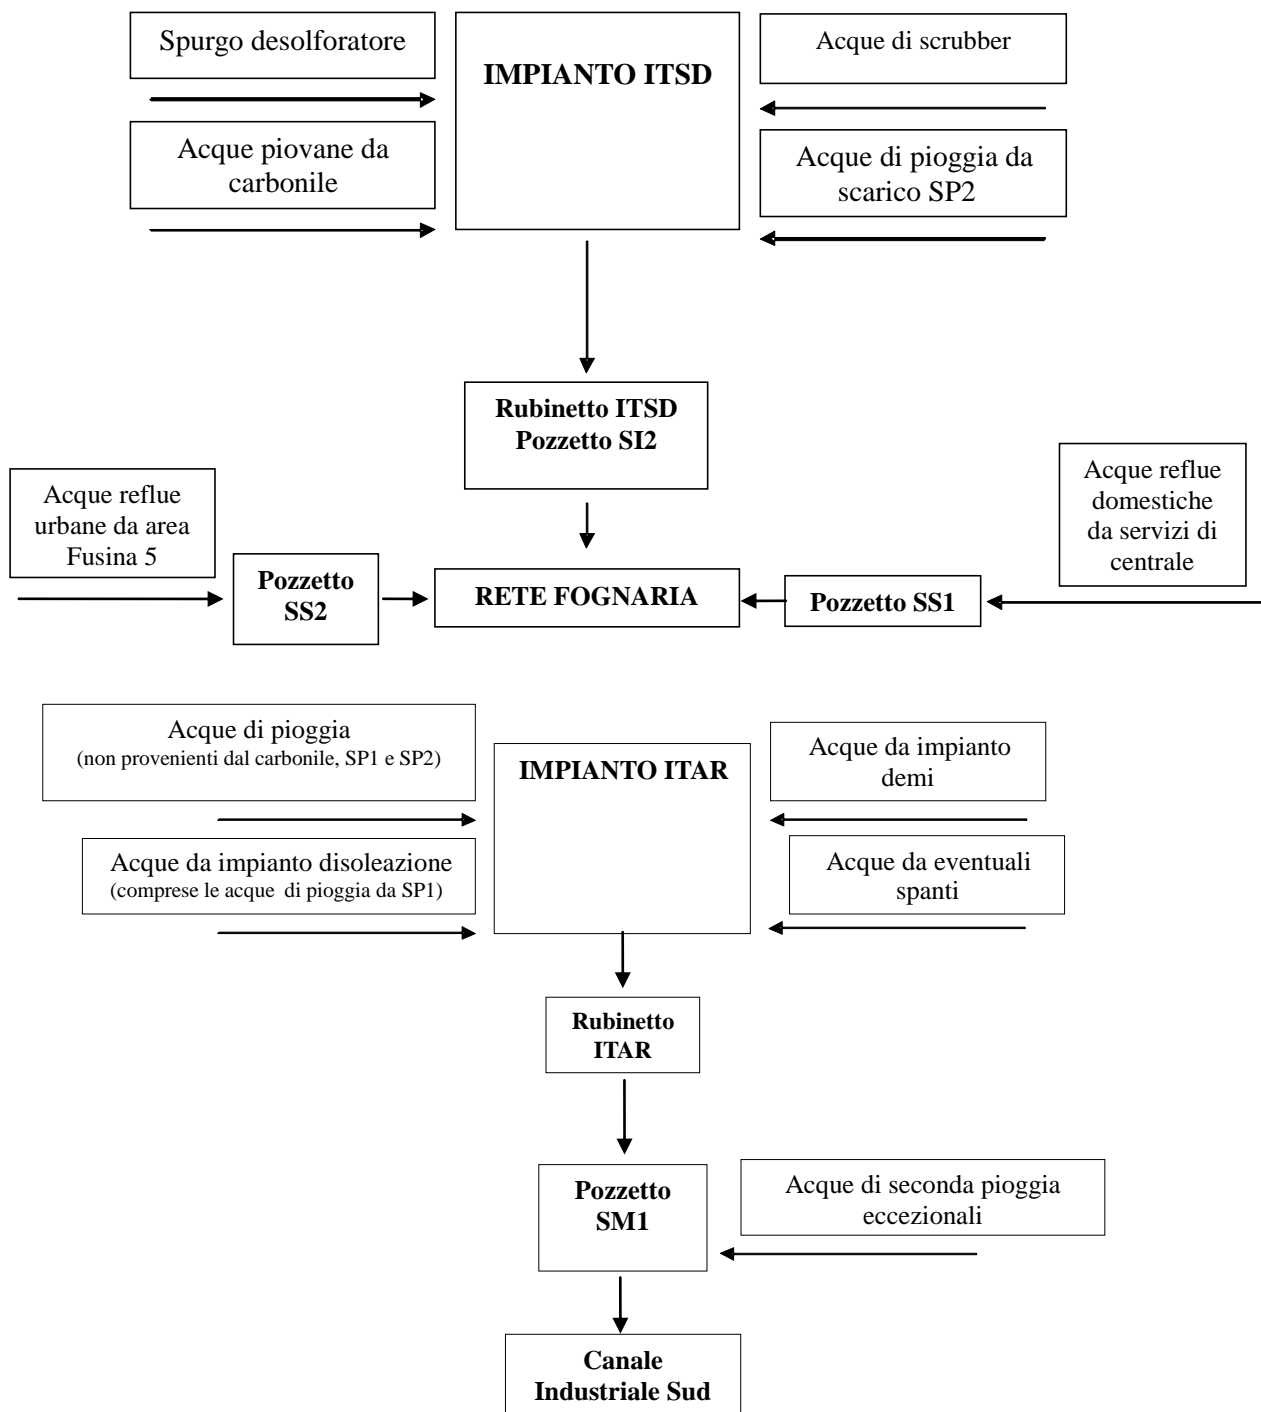 Spurgo desolforatore
IMPIANTO ITSD
Acque di scrubber
Acque piovane da
carbonile
Acque di pioggia da
scarico SP2
Rubinetto ITSD
Pozzetto SI2
Acque reflue
urbane da area
Fusina 5
Acque reflue
domestiche
da servizi di
centrale
Pozzetto
SS2
RETE FOGNARIA
Pozzetto SS1
Acque di pioggia
(non provenienti dal carbonile, SP1 e SP2)
IMPIANTO ITAR
Acque da impianto
demi
Acque da impianto disoleazione
(comprese le acque di pioggia da SP1)
Acque da eventuali
spanti
Rubinetto
ITAR
Pozzetto
SM1
Acque di seconda pioggia
eccezionali
Canale
Industriale Sud